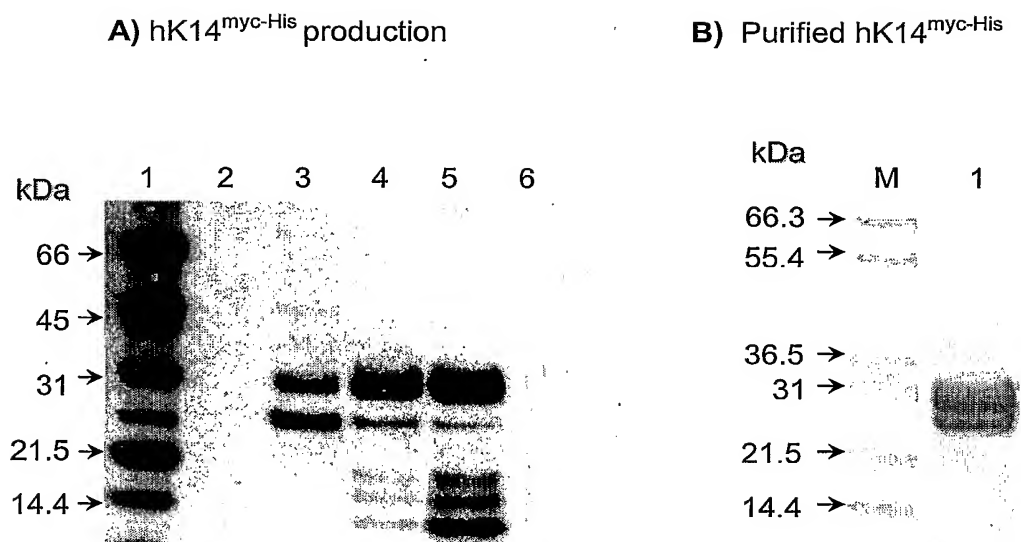 A) hK14myc-His production
kDa 1 2 3 4 5 6
66
45
31
21.5
14.4
B) Purified hK14myc-His
kDa M 1
66.3
55.4
36.5
31
21.5
14.4